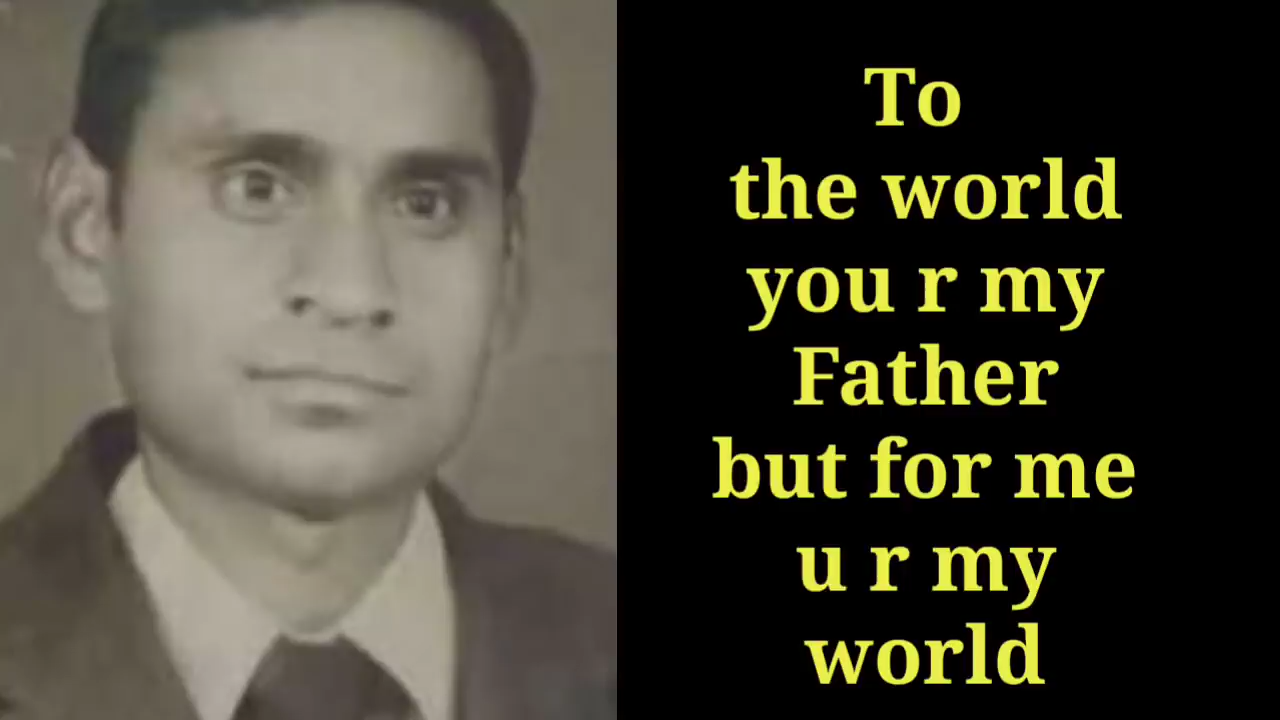 To
the world
you r my
Father
but for me
u r my
world